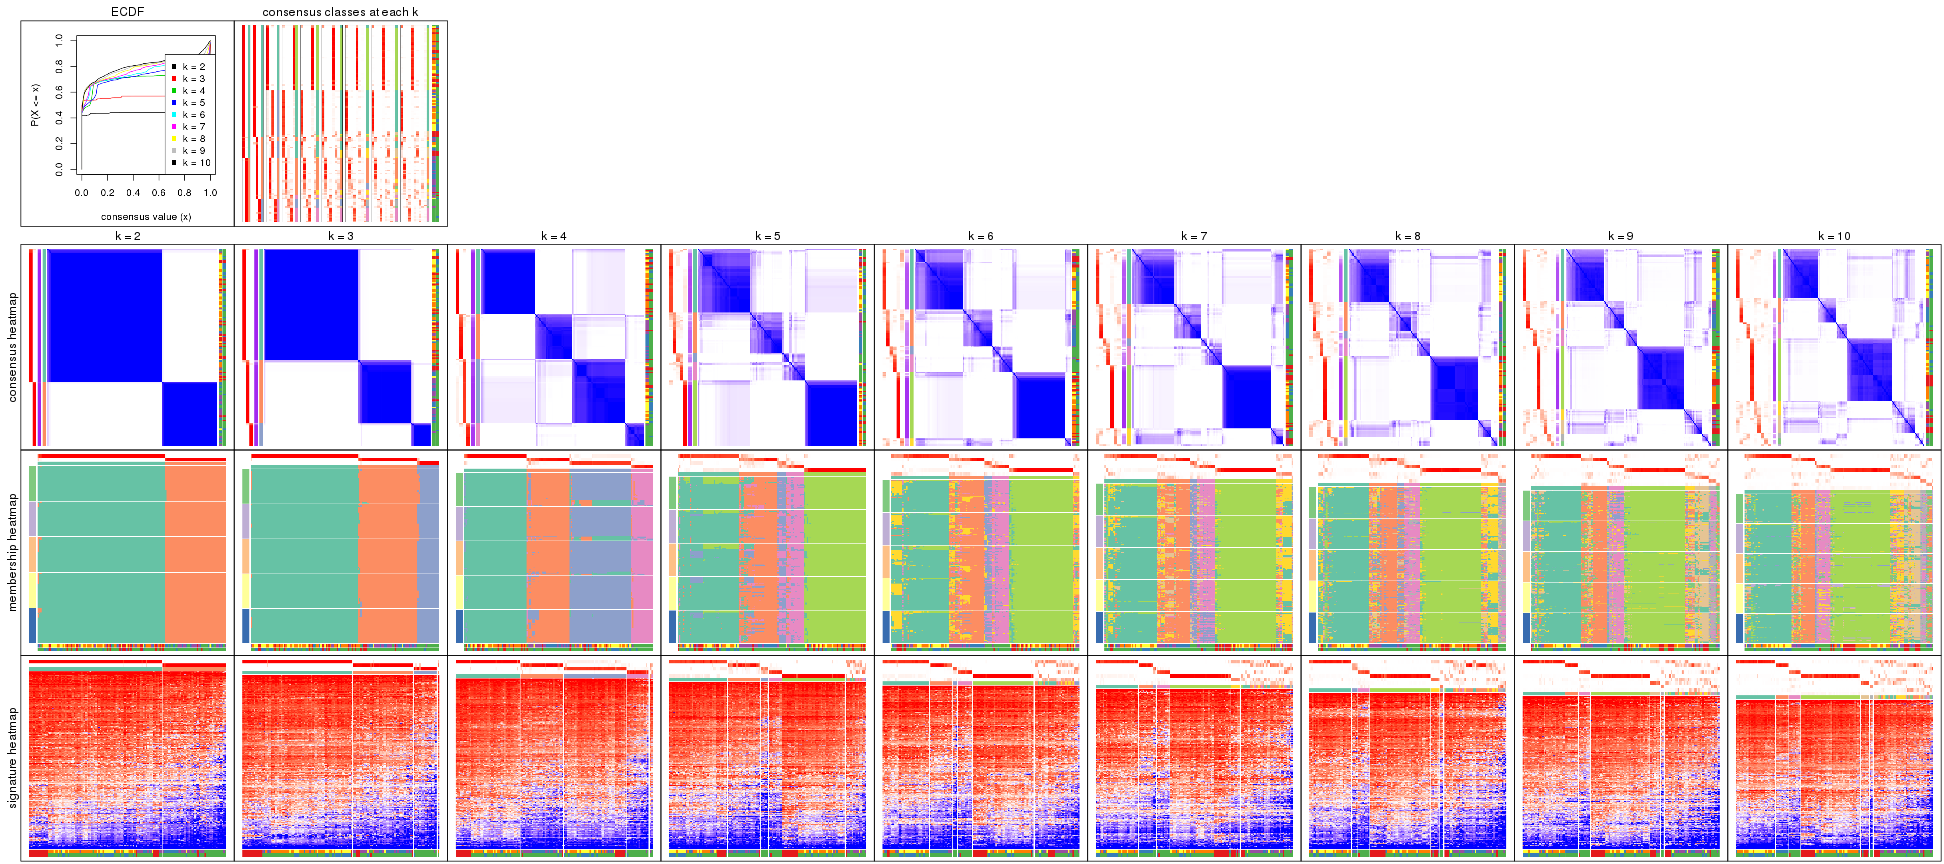 ECDF
consensus classes at each k
P(X <= x)
0.0 0.2 0.4 0.6 0.8 1.0
k = 2
k = 3
k = 4
k = 5
k = 6
k = 7
k = 8
k = 9
k = 10
0.0 0.2 0.4 0.6 0.8 1.0
consensus value (x)
k = 2 k = 3 k = 4 k = 5 k = 6 k = 7 k = 8 k = 9 k = 10
consensus heatmap
membership heatmap
signature heatmap